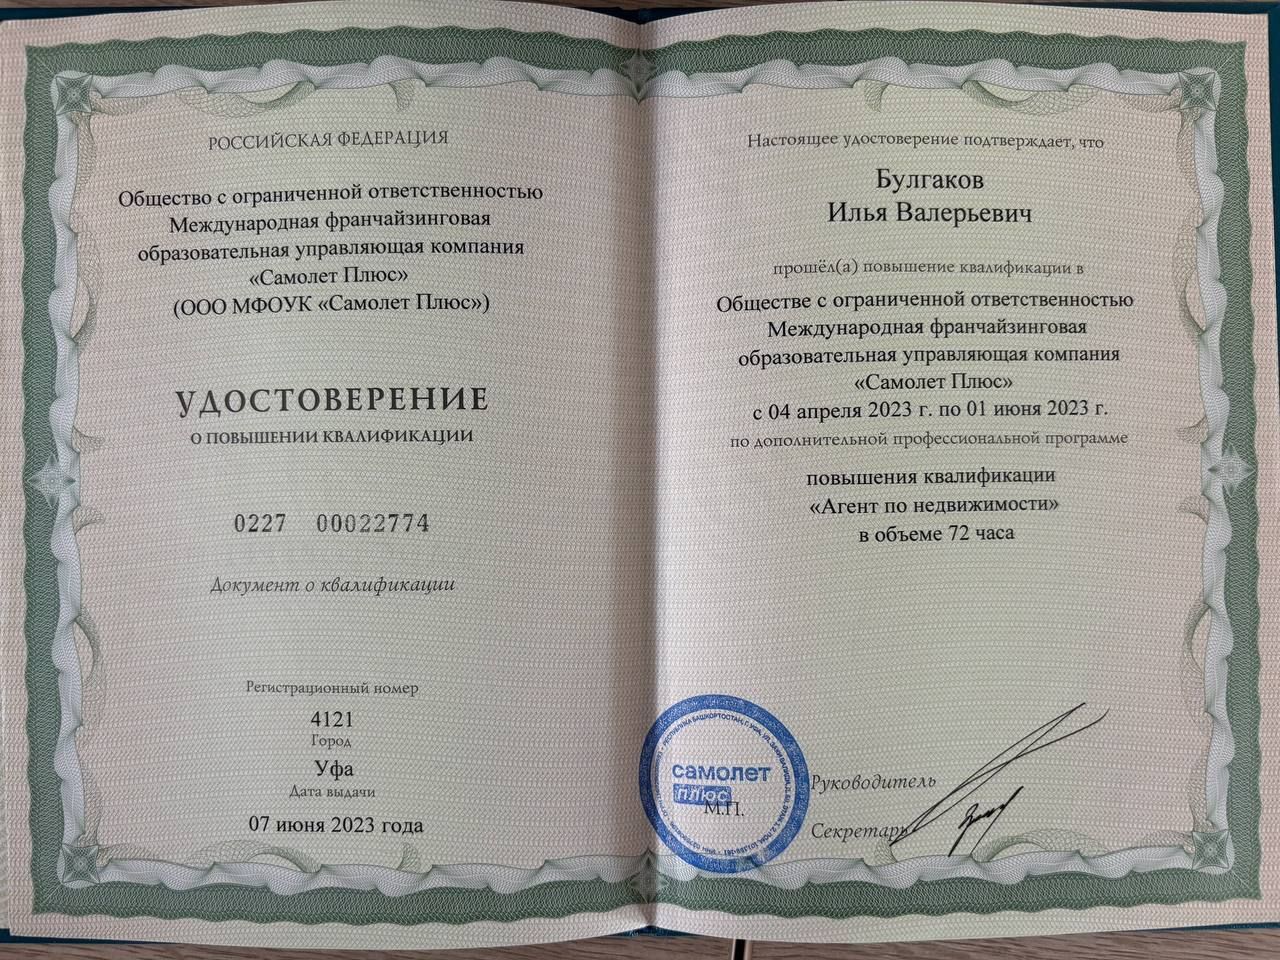 РОССИЙСКАЯ ФЕДЕРАЦИЯ
Общество с ограниченной ответственностью
Международная франчайзинговая
образовательная управляющая компания
«Самолет Плюс»
(ООО МФОУК «Самолет Плюс»)
УДОСТОВЕРЕНИЕ
О ПОВЫШЕНИИ КВАЛИФИКАЦИИ
0227 00022774
Документ о квалификации
Регистрационный номер
4121
Город
Уфа
Дата выдачи
07 июня 2023 года
Настоящее удостоверение подтверждает, что
Булгаков
Илья Валерьевич
прошёл(а) повышение квалификации в
Обществе с ограниченной ответственностью
Международная франчайзинговая
образовательная управляющая компания
«Самолет Плюс»
с 04 апреля 2023 г. по 01 июня 2023 г.
по дополнительной профессиональной программе
повышения квалификации
«Агент по недвижимости»
в объеме 72 часа
РЕСПУБЛИКА БАШКОРТОСТАН, Г. УФА, УЛ.
самолет
плюс
М.П.
Руководитель
Секретарь